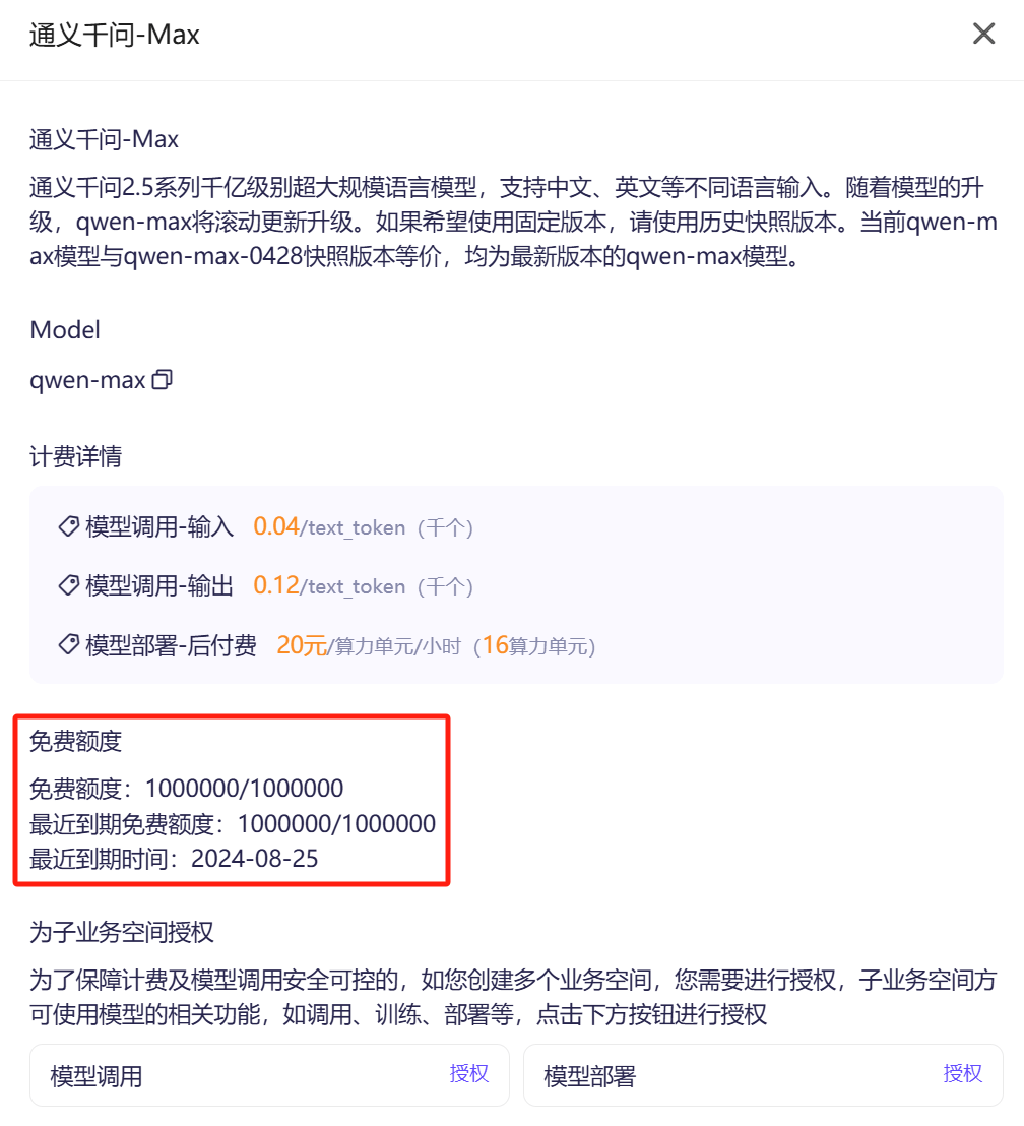 通义千问-Max
通义千问-Max
通义千问2.5系列千亿级别超大规模语言模型，支持中文、英文等不同语言输入。随着模型的升
级，qwen-max将滚动更新升级。如果希望使用固定版本，请使用历史快照版本。当前qwen-m
ax模型与qwen-max-0428快照版本等价，均为最新版本的qwen-max模型。
Model
qwen-max
计费详情
模型调用-输入 0.04/text_token（千个）
模型调用-输出 0.12/text_token（千个）
模型部署-后付费 20元/算力单元/小时（16算力单元）
免费额度
免费额度：1000000/1000000
最近到期免费额度：1000000/1000000
最近到期时间：2024-08-25
为子业务空间授权
为了保障计费及模型调用安全可控的，如您创建多个业务空间，您需要进行授权，子业务空间方
可使用模型的相关功能，如调用、训练、部署等，点击下方按钮进行授权
模型调用 授权 模型部署 授权